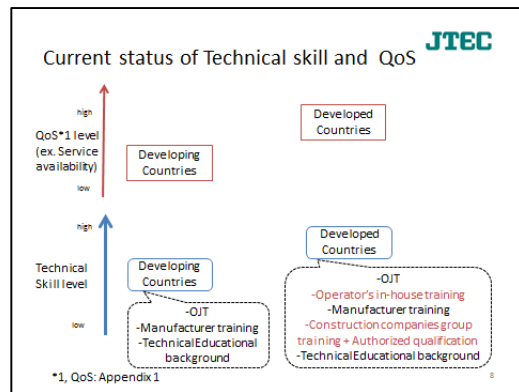 JTEC
Current status of Technical skill and QoS
high
QoS*1 level
(ex. Service
availability)
low
Developing
Countries
Developed
Countries
high
Technical
Skill level
low
Developing
Countries
-OJT
-Manufacturer training
-Technical Educational
background
Developed
Countries
-OJT
-Operator's in-house training
-Manufacturer training
-Construction companies group
training + Authorized qualification
-Technical Educational background
*1, QoS: Appendix 1
8